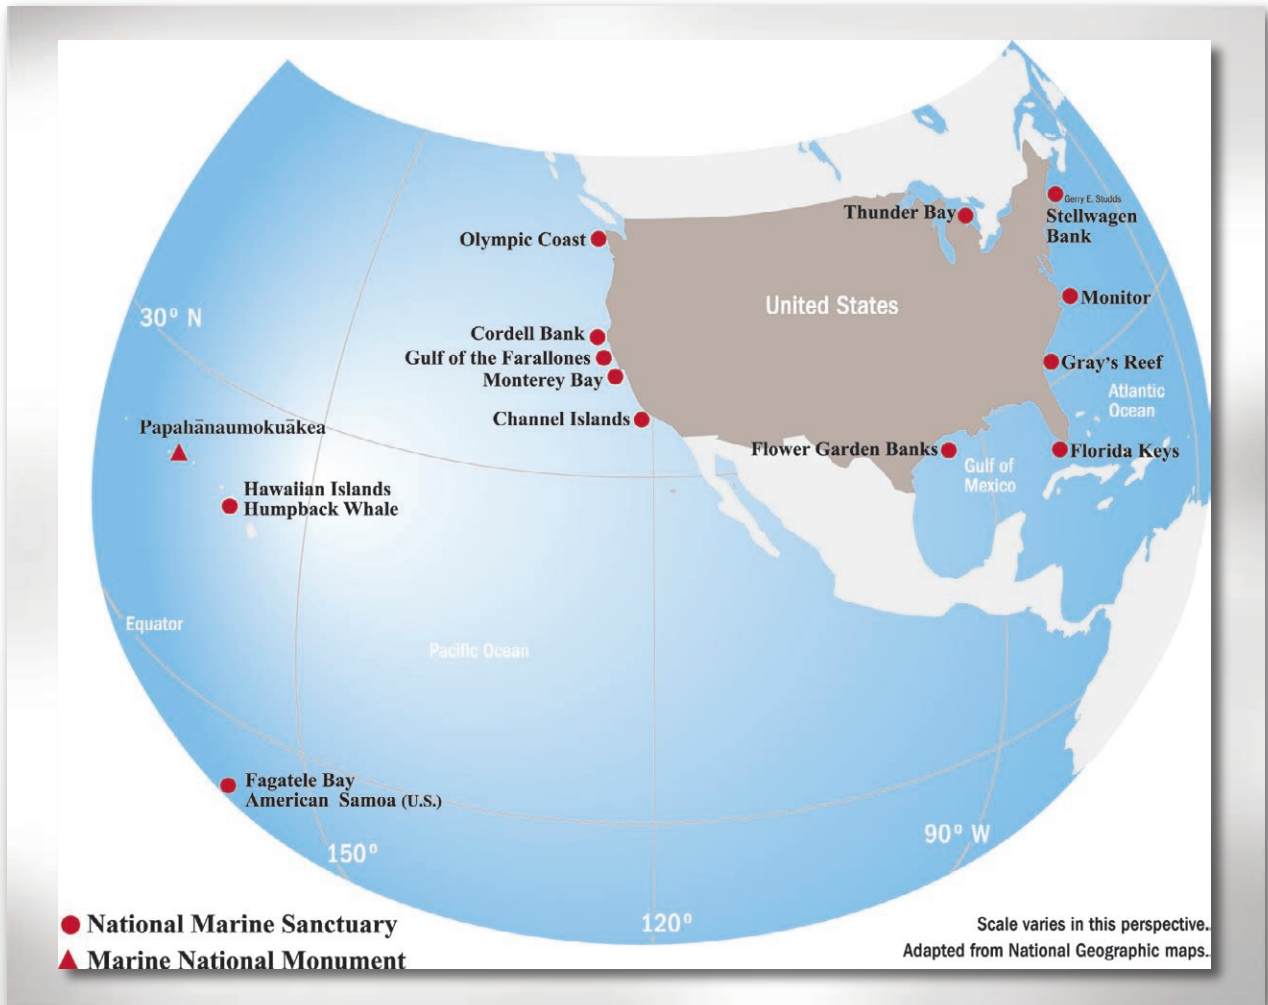 Thunder Bay
Gerry E. Studds
Stellwagen
Bank
Olympic Coast
United States
Monitor
30° N
Cordell Bank
Gulf of the Farallones
Monterey Bay
Gray's Reef
Atlantic
Ocean
Channel Islands
Papahānaumokuākea
Flower Garden Banks
Florida Keys
Gulf of
Mexico
Hawaiian Islands
Humpback Whale
Equator
Pacific Ocean
Fagatele Bay
American Samoa (U.S.)
150°
90° W
120°
National Marine Sanctuary
Marine National Monument
Scale varies in this perspective..
Adapted from National Geographic maps..